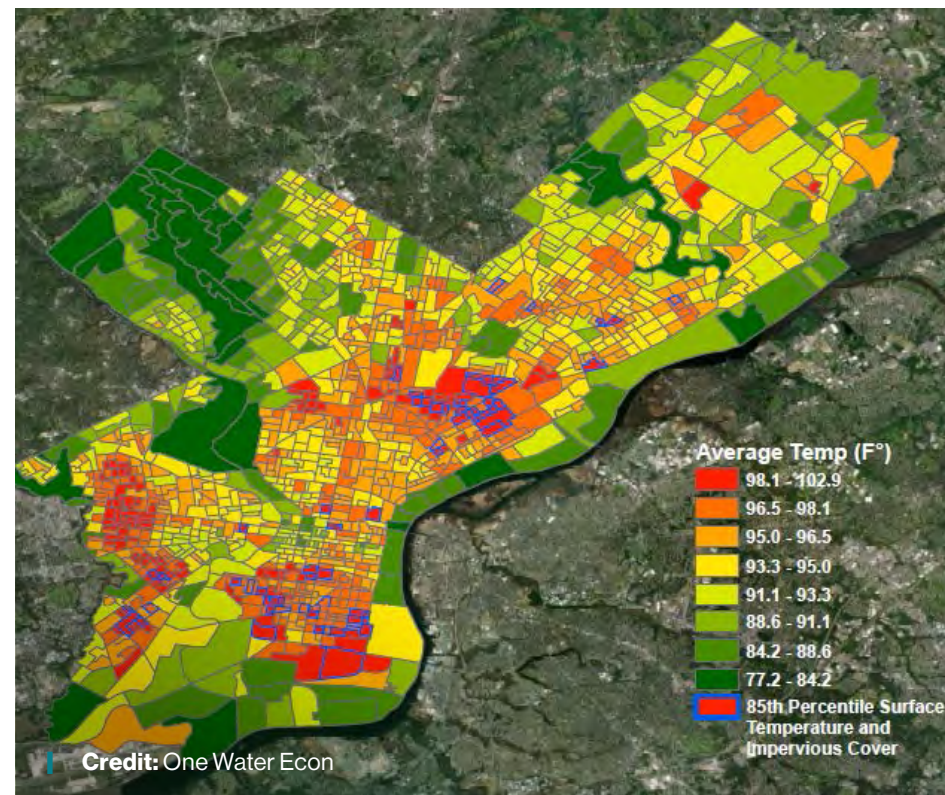 Average Temp (F°)
98.1 - 102.9
96.5 - 98.1
95.0 - 96.5
93.3 - 95.0
91.1 - 93.3
88.6 - 91.1
84.2 - 88.6
77.2 - 84.2
85th Percentile Surface
Temperature and
Impervious Cover
Credit: One Water Econ